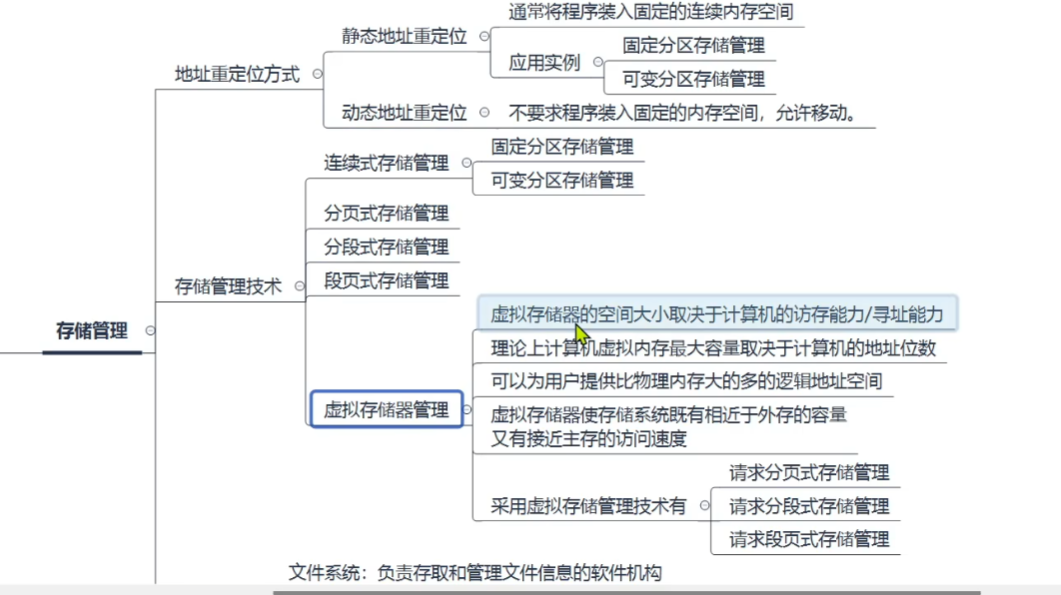 通常将程序装入固定的连续内存空间
静态地址重定位
应用实例
固定分区存储管理
可变分区存储管理
地址重定位方式
动态地址重定位
不要求程序装入固定的内存空间，允许移动。
连续式存储管理
固定分区存储管理
可变分区存储管理
分页式存储管理
分段式存储管理
段页式存储管理
存储管理技术
存储管理
虚拟存储器的空间大小取决于计算机的访存能力/寻址能力
理论上计算机虚拟内存最大容量取决于计算机的地址位数
可以为用户提供比物理内存大的多的逻辑地址空间
虚拟存储器管理
虚拟存储器使存储系统既有相近于外存的容量
又有接近主存的访问速度
采用虚拟存储管理技术有
请求分页式存储管理
请求分段式存储管理
请求段页式存储管理
文件系统：负责存取和管理文件信息的软件机构